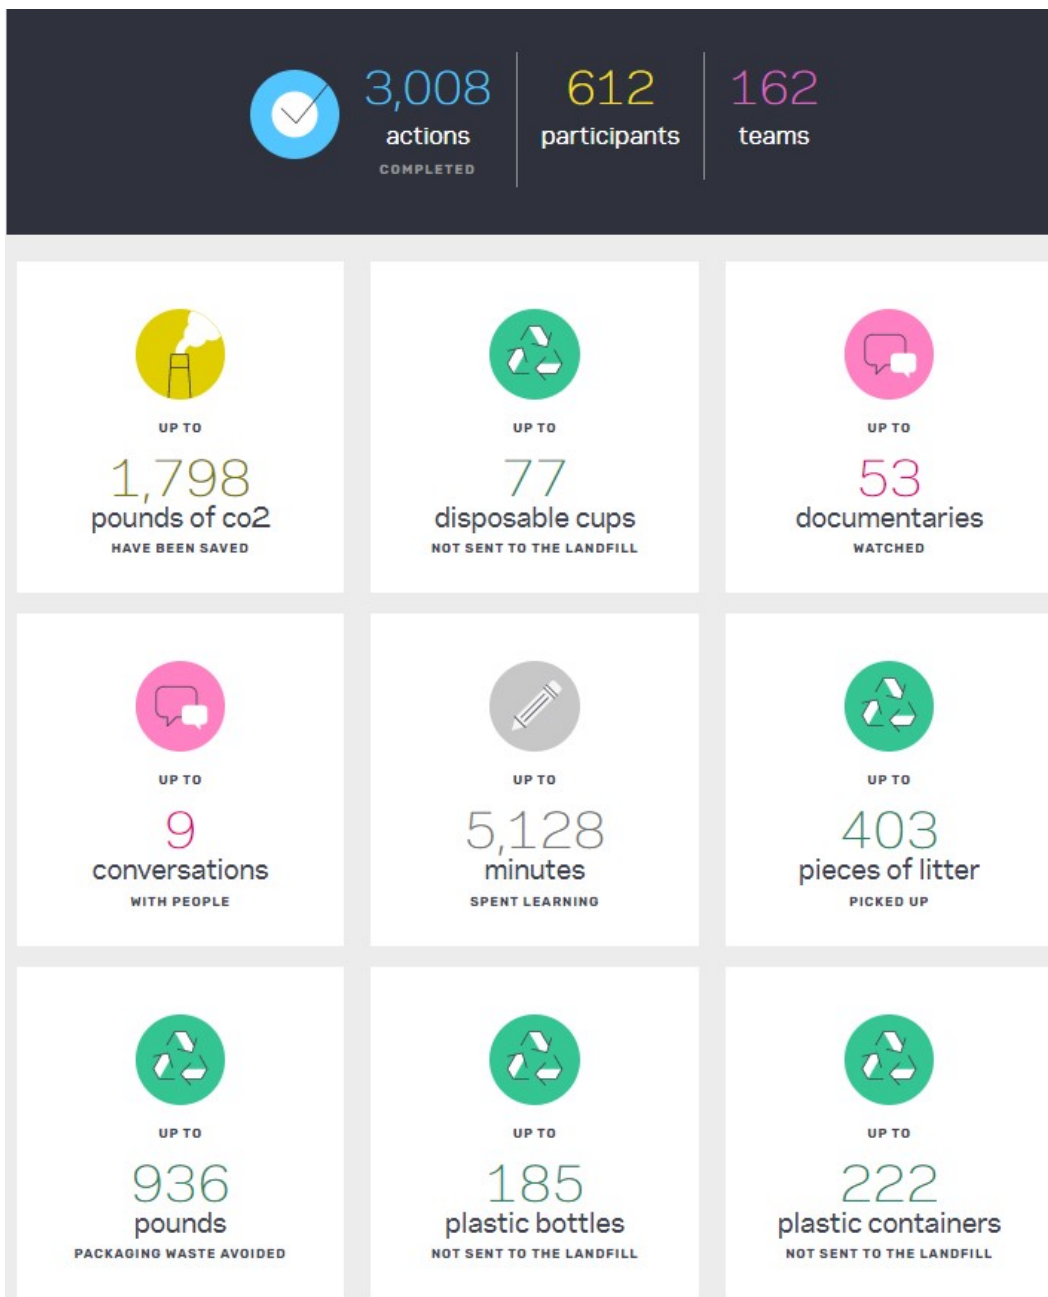 3,008
actions
COMPLETED
612
participants
162
teams
UP TO
1,798
pounds of co2
HAVE BEEN SAVED
UP TO
77
disposable cups
NOT SENT TO THE LANDFILL
UP TO
53
documentaries
WATCHED
UP TO
9
conversations
WITH PEOPLE
UP TO
5,128
minutes
SPENT LEARNING
UP TO
403
pieces of litter
PICKED UP
UP TO
936
pounds
PACKAGING WASTE AVOIDED
UP TO
185
plastic bottles
NOT SENT TO THE LANDFILL
UP TO
222
plastic containers
NOT SENT TO THE LANDFILL